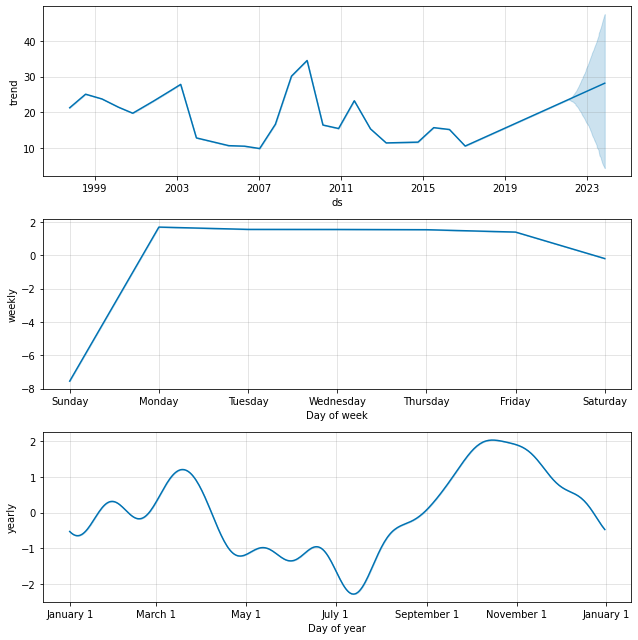 40
30
20
10
trend
1999 2003 2007 2011 2015 2019 2023
ds
2
0
−2
−4
−6
−8
weekly
Sunday Monday Tuesday Wednesday Thursday Friday Saturday
Day of week
2
1
0
−1
−2
yearly
January 1 March 1 May 1 July 1 September 1 November 1 January 1
Day of year